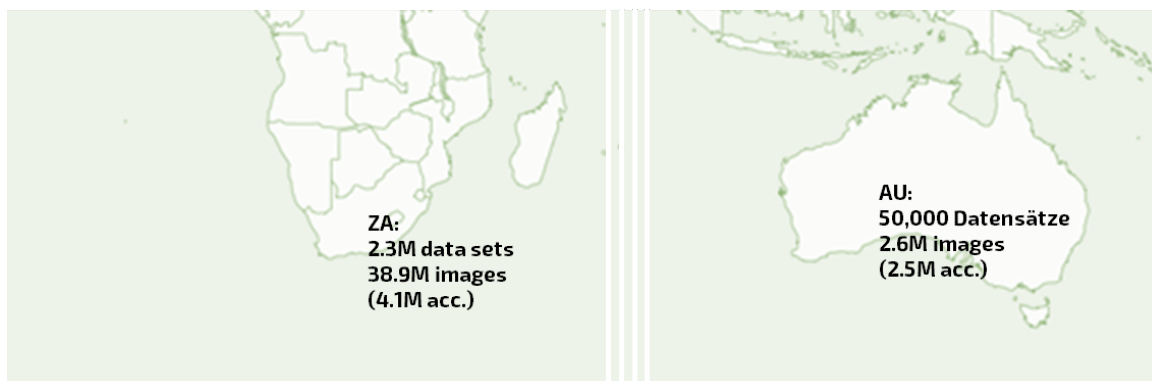 ZA:
2.3M data sets
38.9M images
(4.1M acc.)
AU:
50,000 Datensätze
2.6M images
(2.5M acc.)